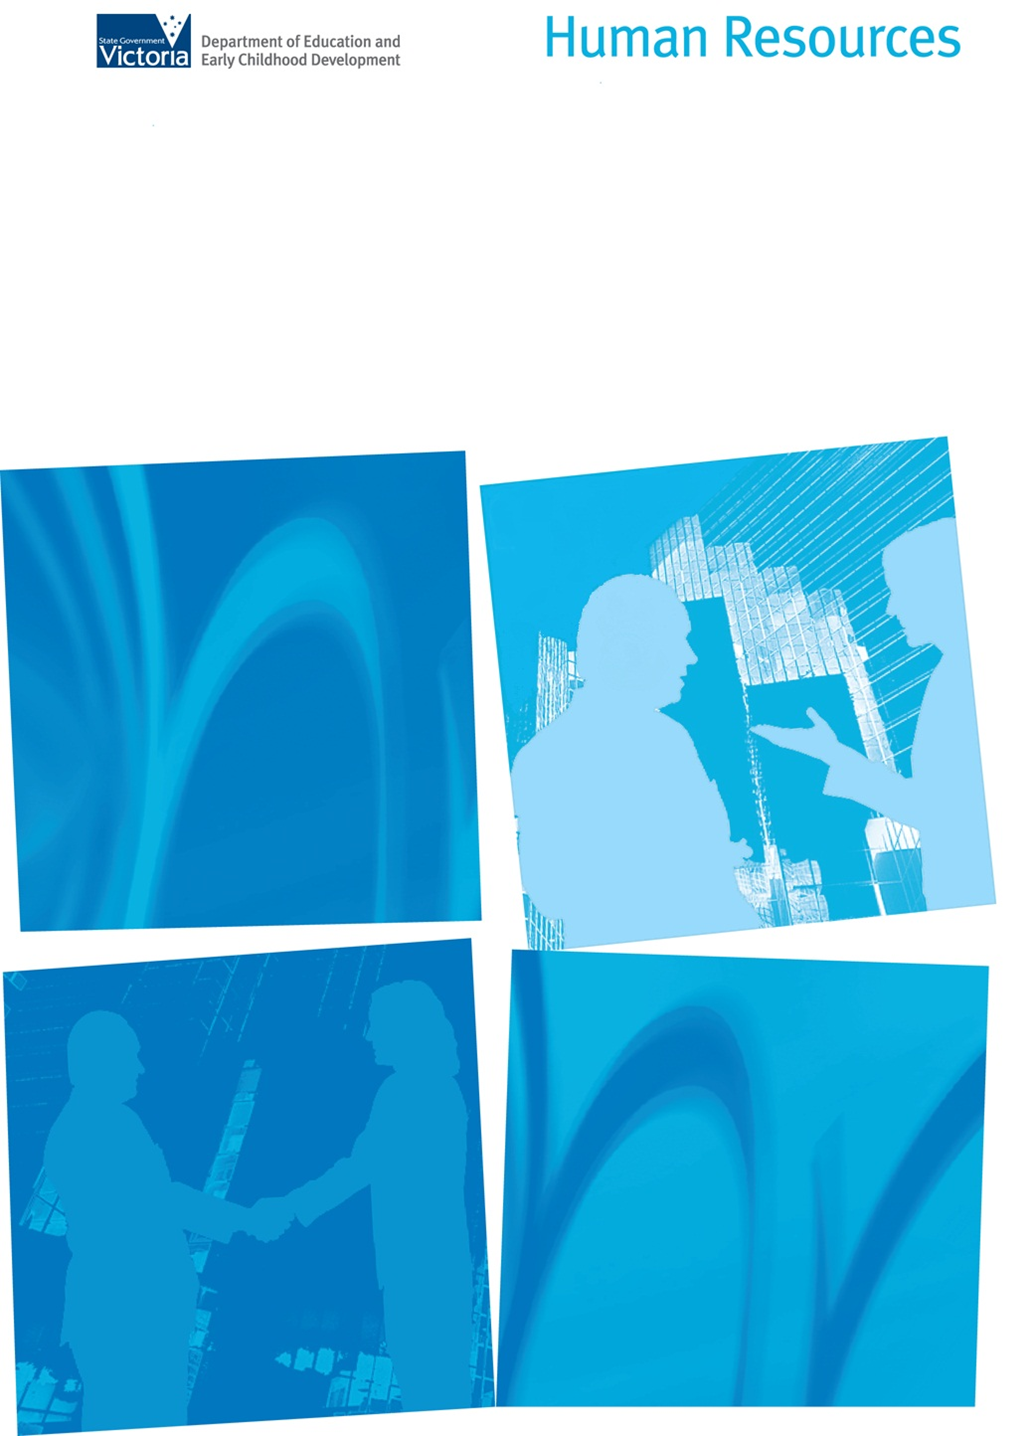 State Government
Victoria
Department of Education and
Early Childhood Development
Human Resources